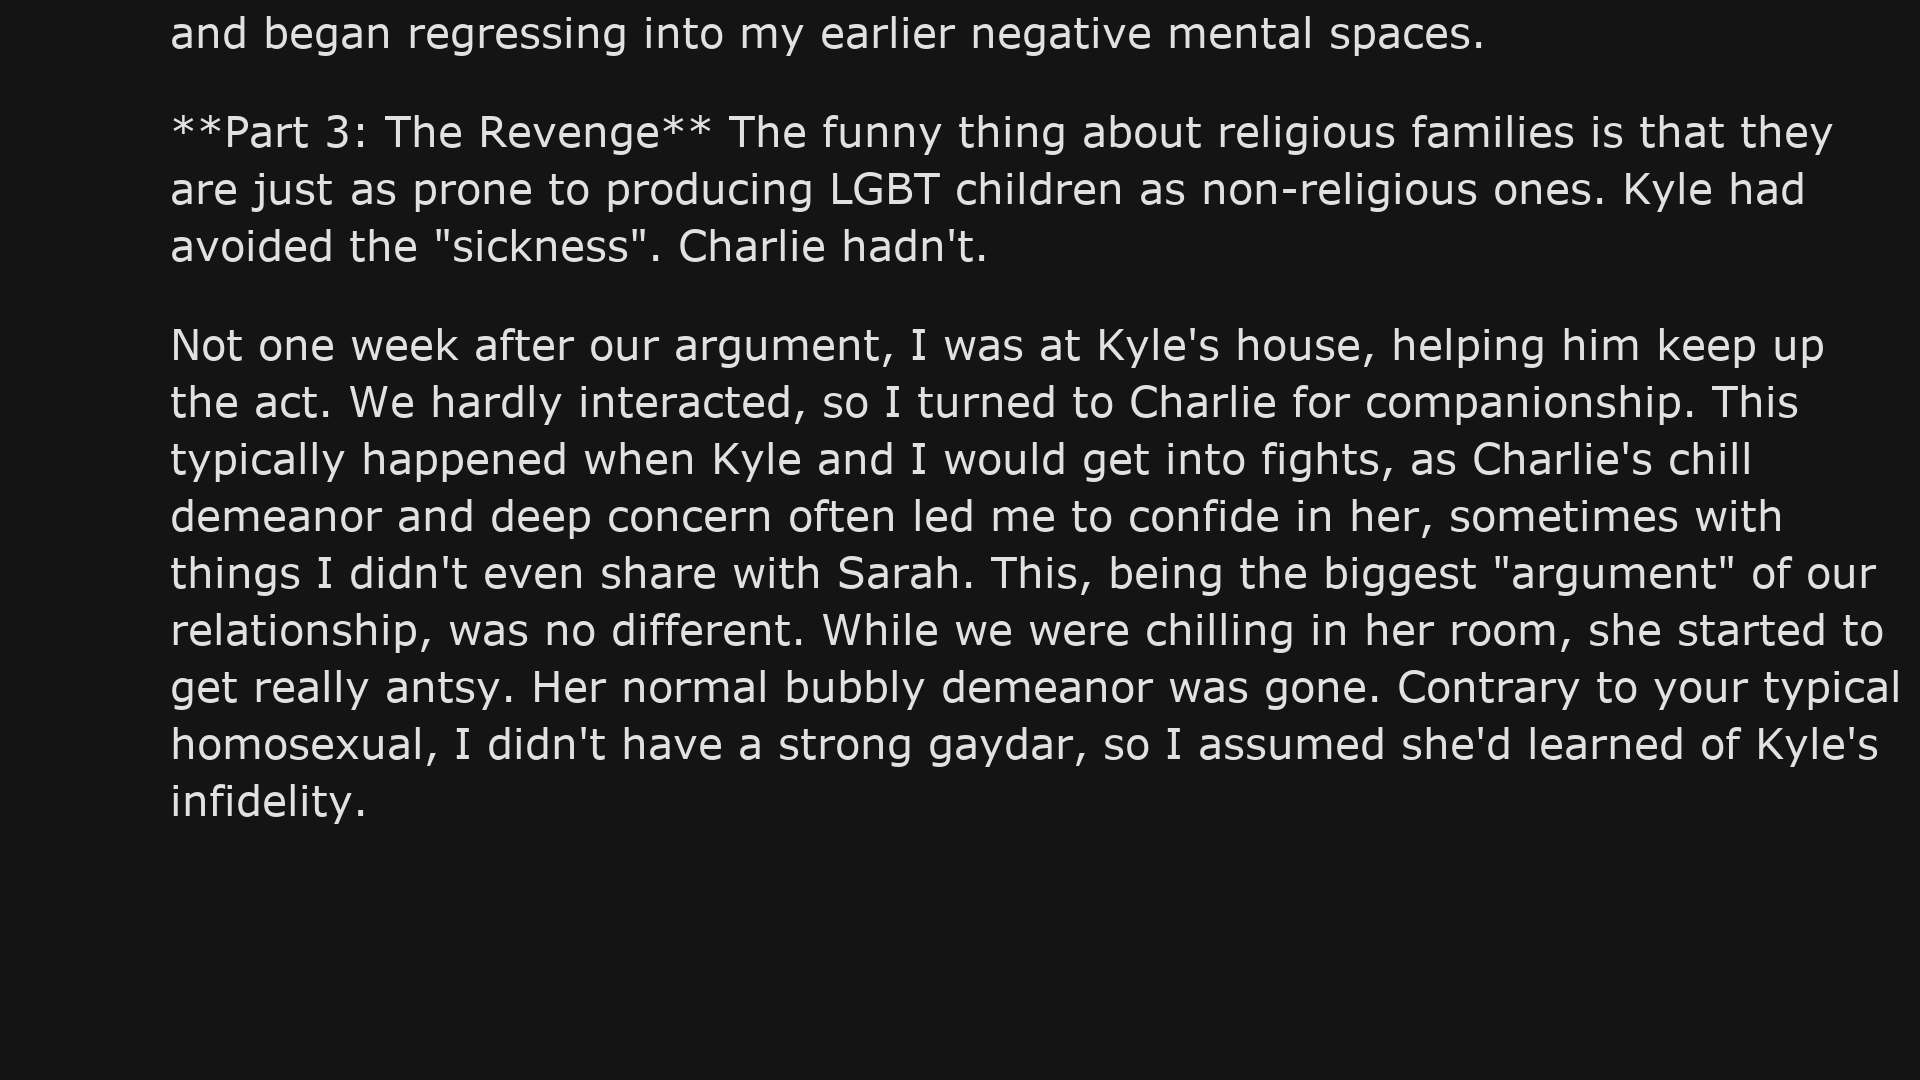 and began regressing into my earlier negative mental spaces.
**Part 3: The Revenge** The funny thing about religious families is that they
are just as prone to producing LGBT children as non-religious ones. Kyle had
avoided the "sickness". Charlie hadn't.
Not one week after our argument, I was at Kyle's house, helping him keep up
the act. We hardly interacted, so I turned to Charlie for companionship. This
typically happened when Kyle and I would get into fights, as Charlie's chill
demeanor and deep concern often led me to confide in her, sometimes with
things I didn't even share with Sarah. This, being the biggest "argument" of our
relationship, was no different. While we were chilling in her room, she started to
get really antsy. Her normal bubbly demeanor was gone. Contrary to your typical
homosexual, I didn't have a strong gaydar, so I assumed she'd learned of Kyle's
infidelity.